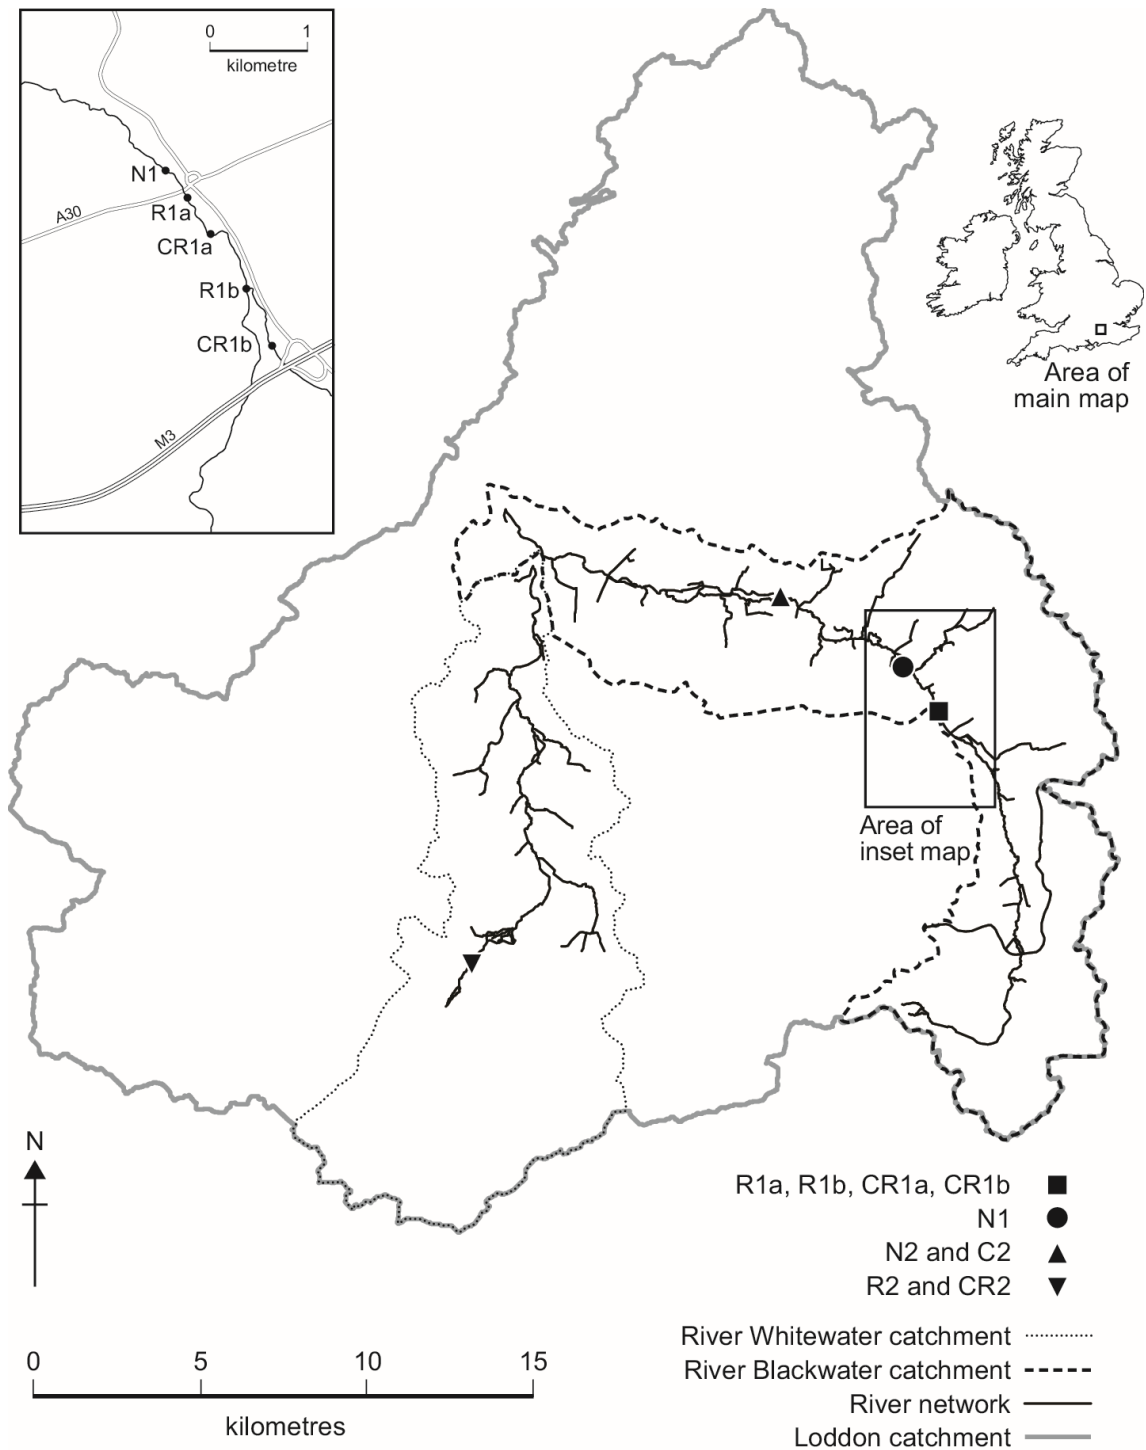 0 1
kilometre
N1
A30
R1a
CR1a
R1b
CR1b
M3
Area of
main map
Area of
inset map
N
R1a, R1b, CR1a, CR1b
N1
N2 and C2
R2 and CR2
River Whitewater catchment
River Blackwater catchment
River network
Loddon catchment
0 5 10 15
kilometres